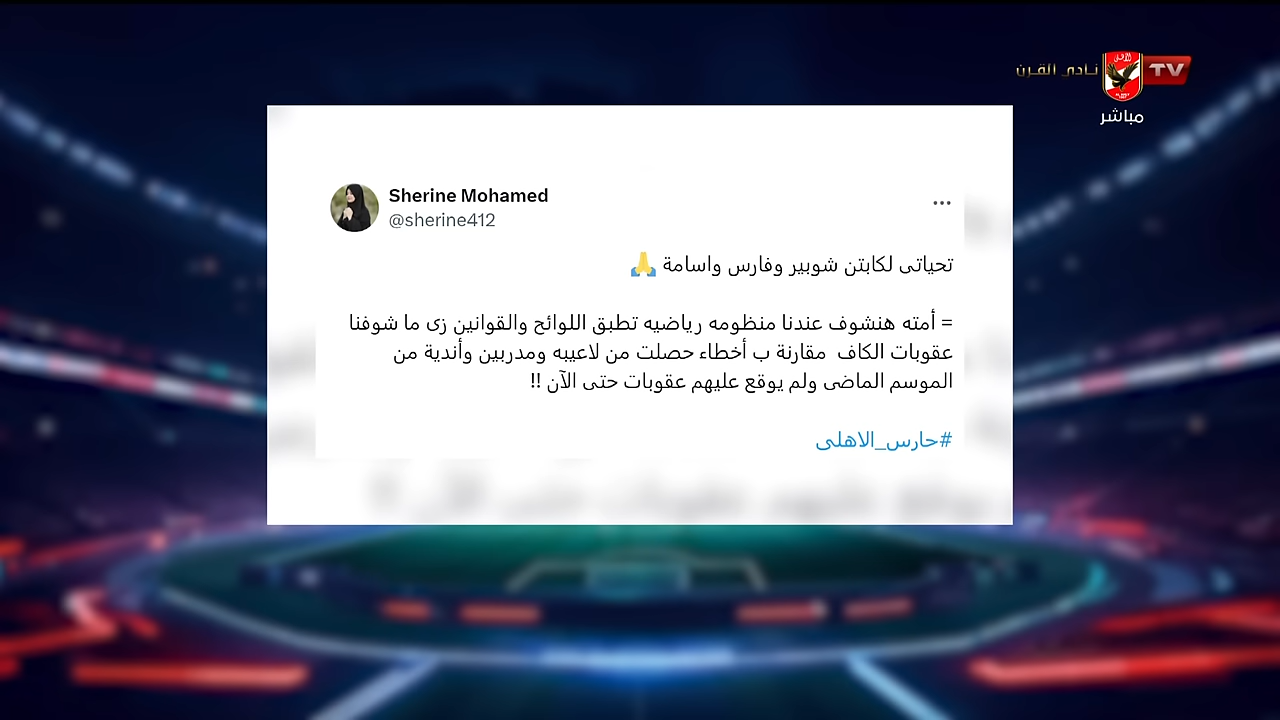 نادي القرن
TV
مباشر
Sherine Mohamed
@sherine412
تحياتى لكابتن شوبير وفارس واسامة 🙏
= أمته هنشوف عندنا منظومه رياضيه تطبق اللوائح والقوانين زى ما شوفنا
عقوبات الكاف مقارنة ب أخطاء حصلت من لاعيبه ومدربين وأندية من
الموسم الماضى ولم يوقع عليهم عقوبات حتى الآن !!
#حارس_الاهلى